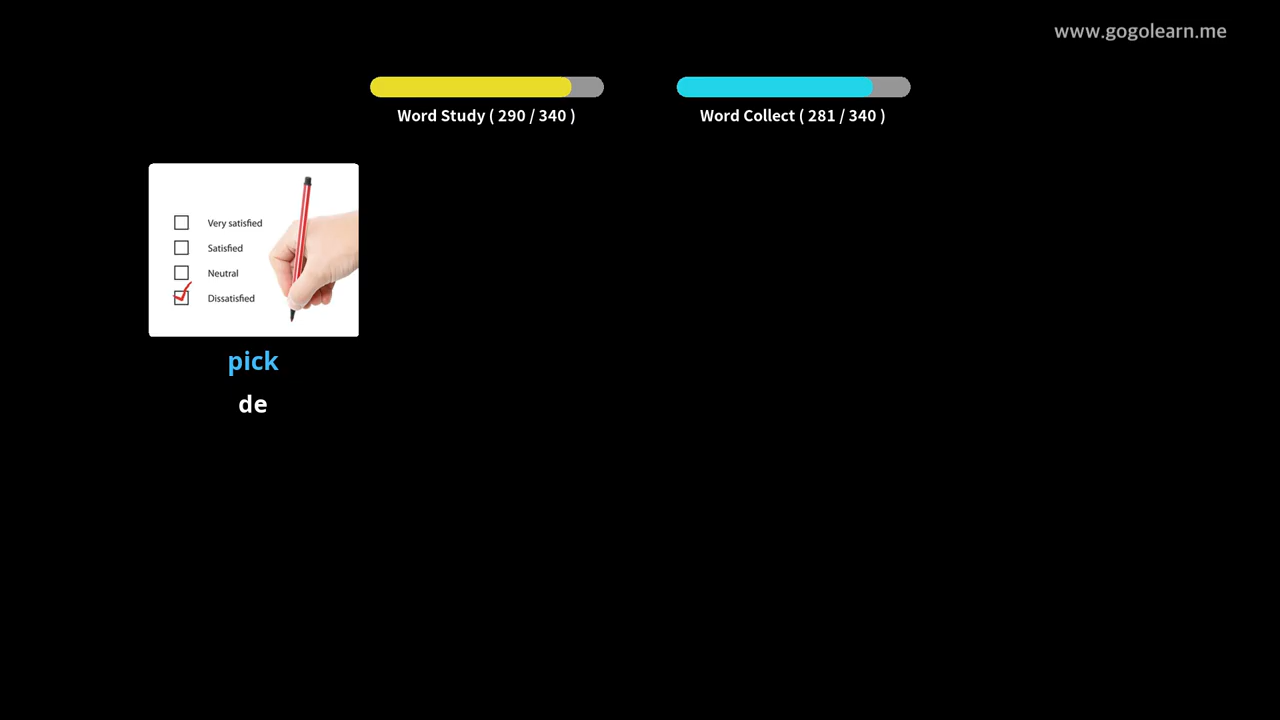 www.gogolearn.me
Word Study ( 290 / 340 )
Word Collect ( 281 / 340 )
Very satisfied
Satisfied
Neutral
Dissatisfied
pick
de